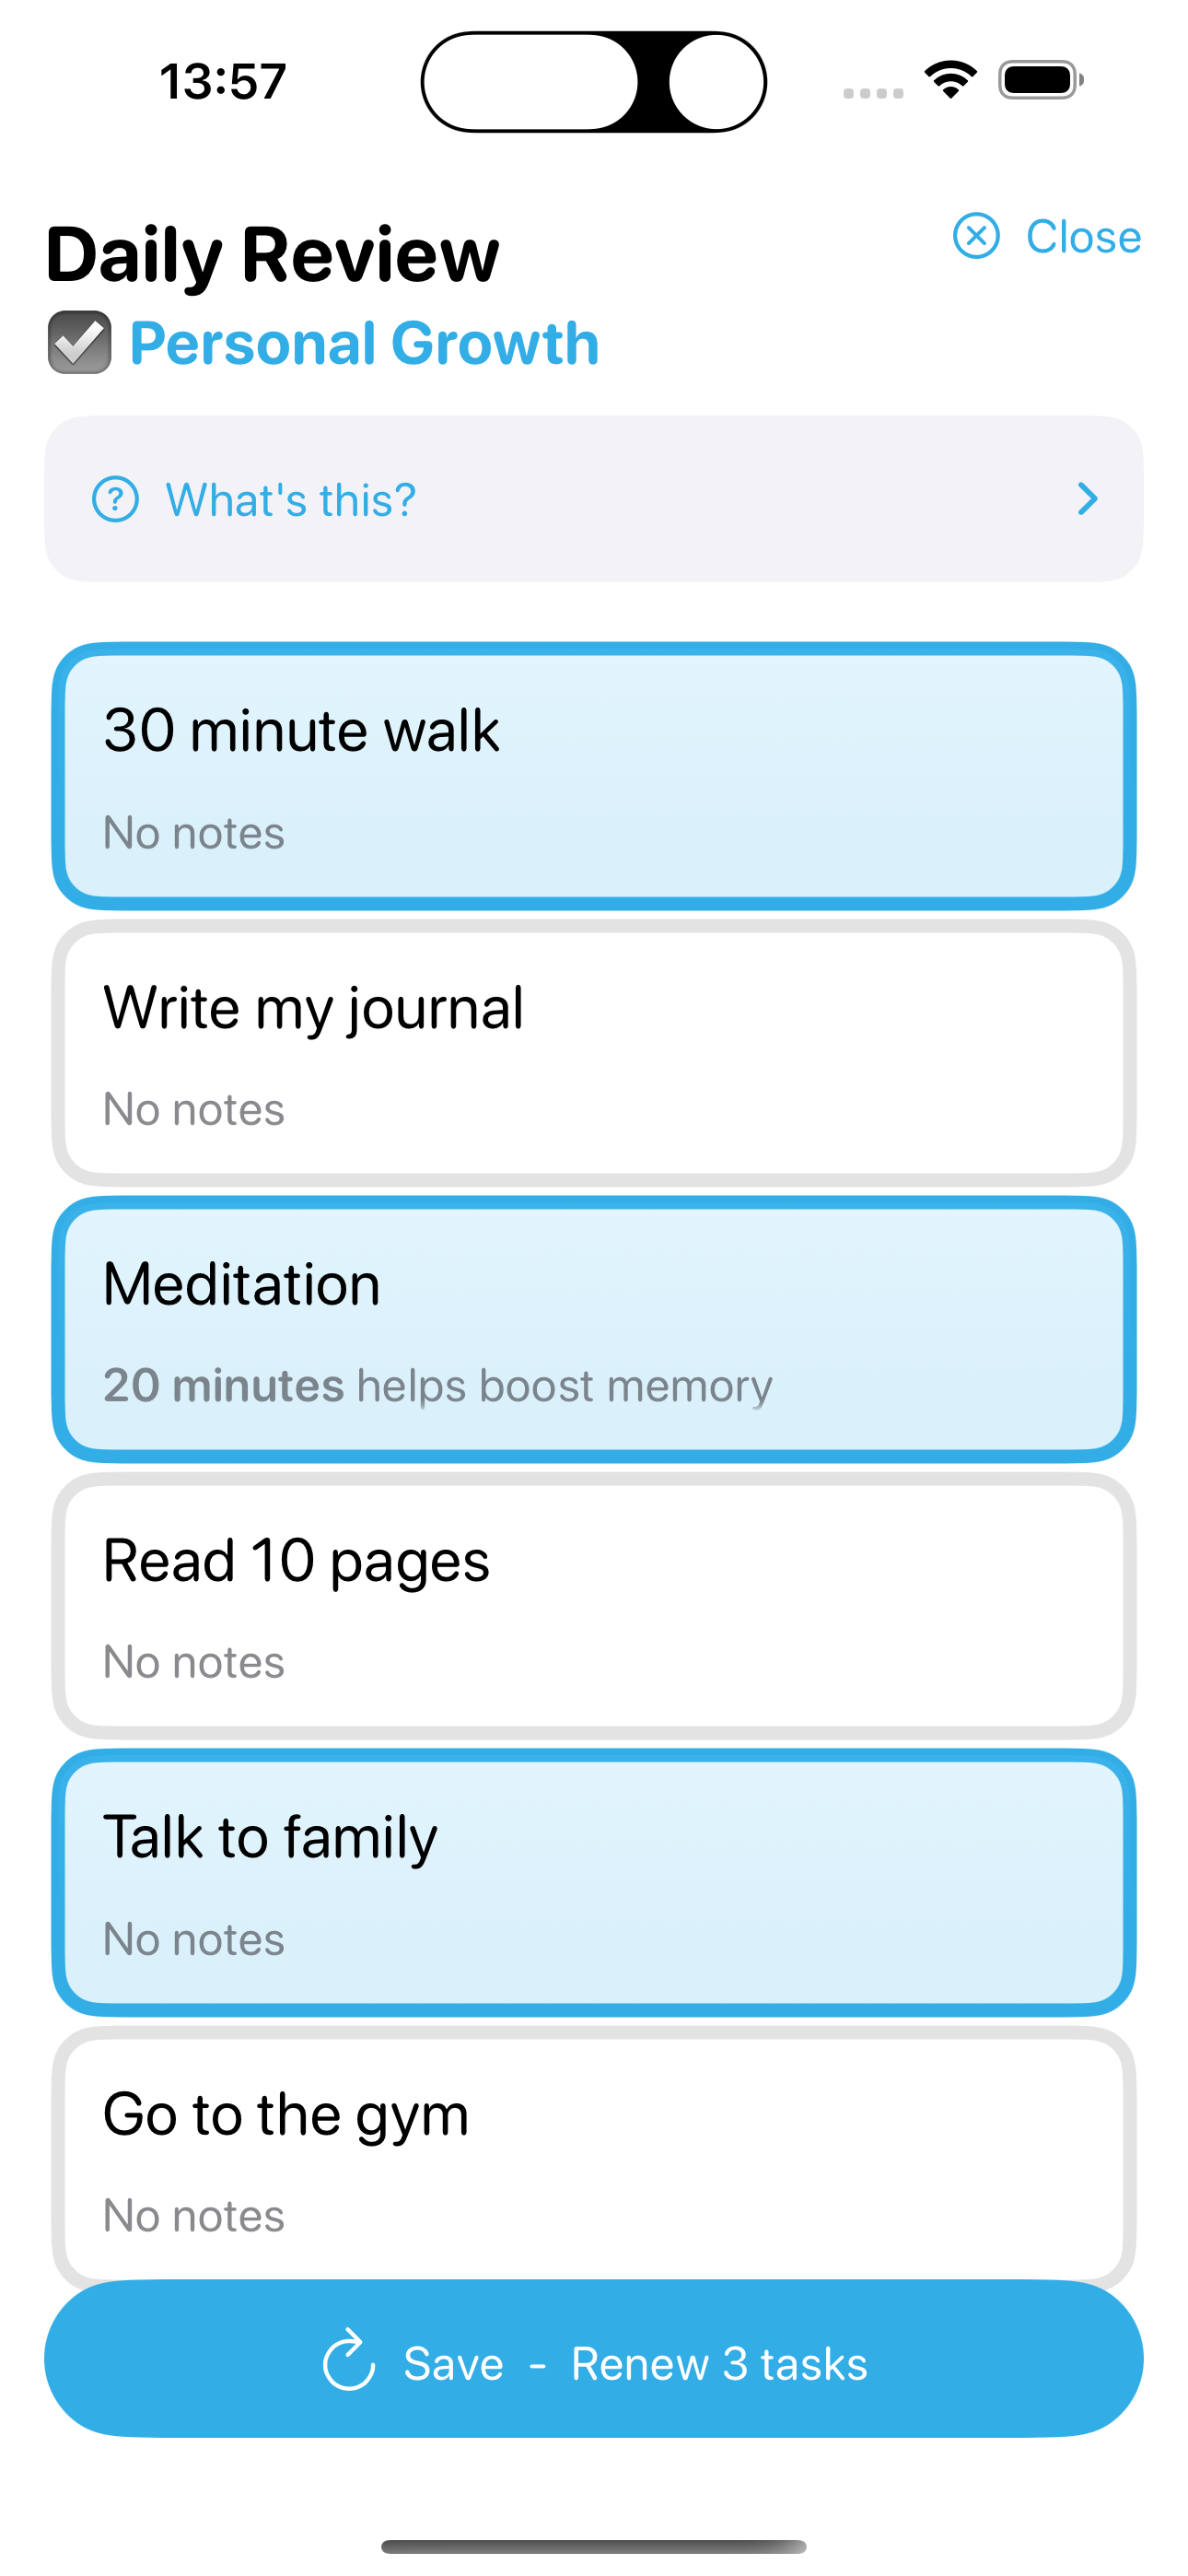 13:57
Daily Review
Close
Personal Growth
What's this?
30 minute walk
No notes
Write my journal
No notes
Meditation
20 minutes helps boost memory
Read 10 pages
No notes
Talk to family
No notes
Go to the gym
No notes
Save - Renew 3 tasks